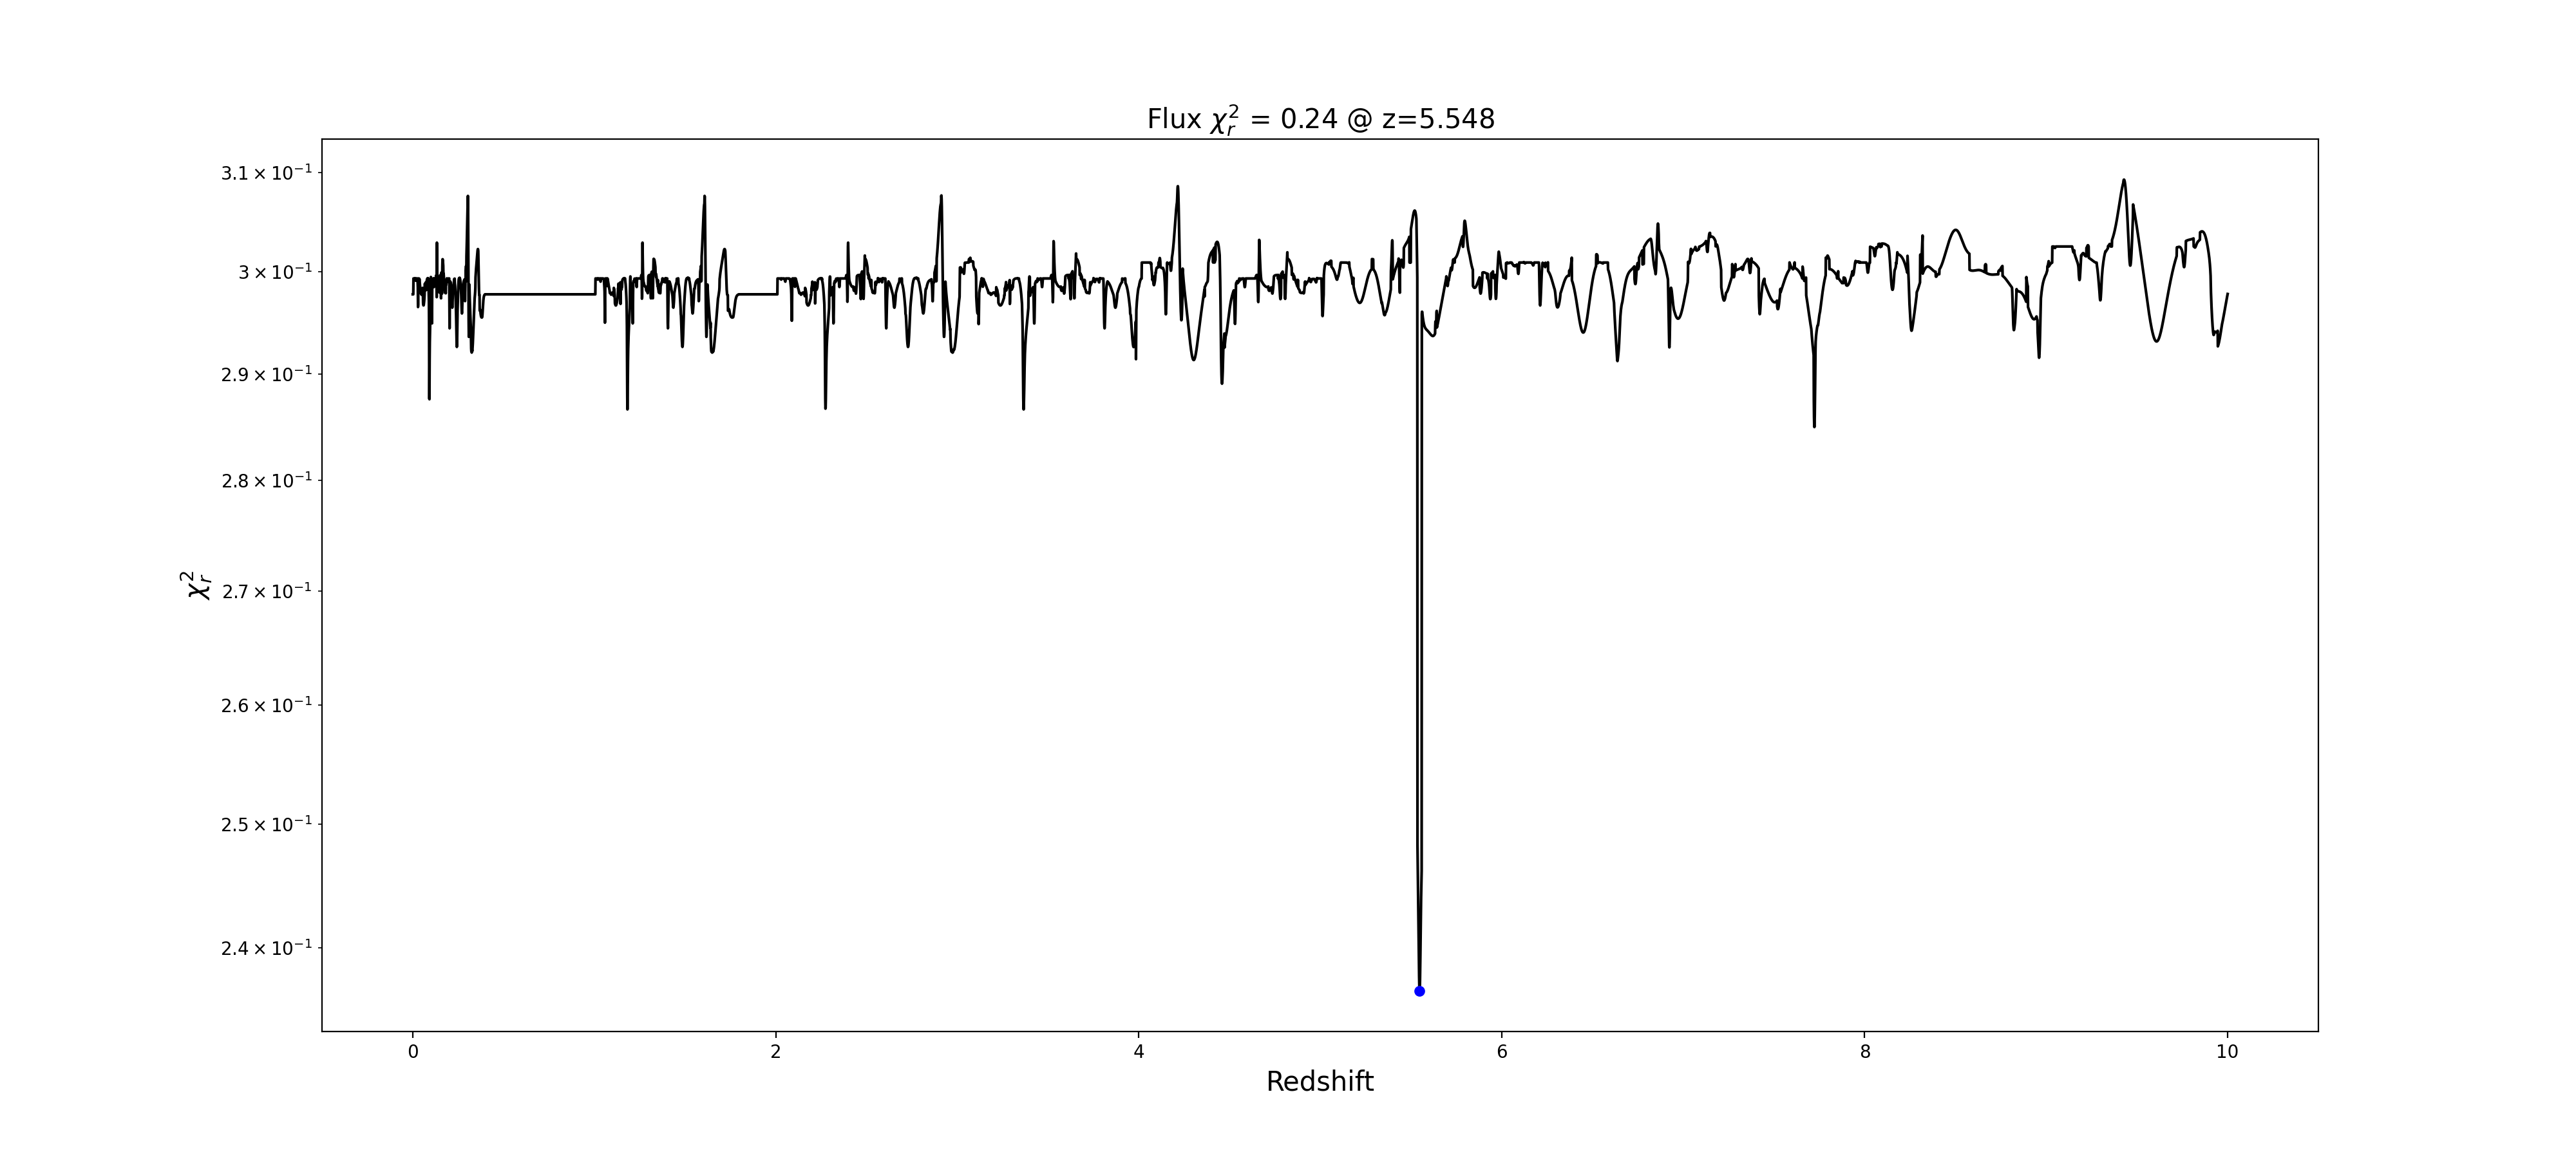 Flux χ²ᵣ = 0.24 @ z=5.548
3.1 × 10⁻¹
3 × 10⁻¹
2.9 × 10⁻¹
2.8 × 10⁻¹
2.7 × 10⁻¹
2.6 × 10⁻¹
2.5 × 10⁻¹
2.4 × 10⁻¹
χ²ᵣ
0 2 4 6 8 10
Redshift